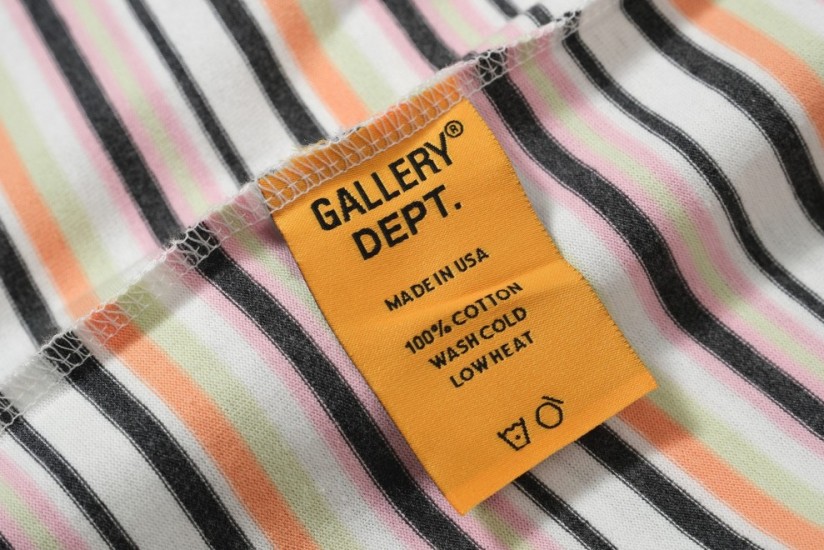 GALLERY®
DEPT.
MADE IN USA
100% COTTON
WASH COLD
LOW HEAT